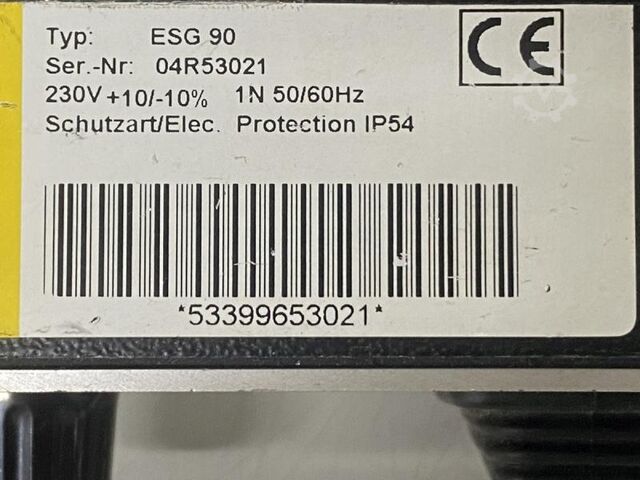 Typ: ESG 90
Ser.-Nr: 04R53021
230V +10/-10% 1N 50/60Hz
Schutzart/Elec. Protection IP54
CE
*53399653021*